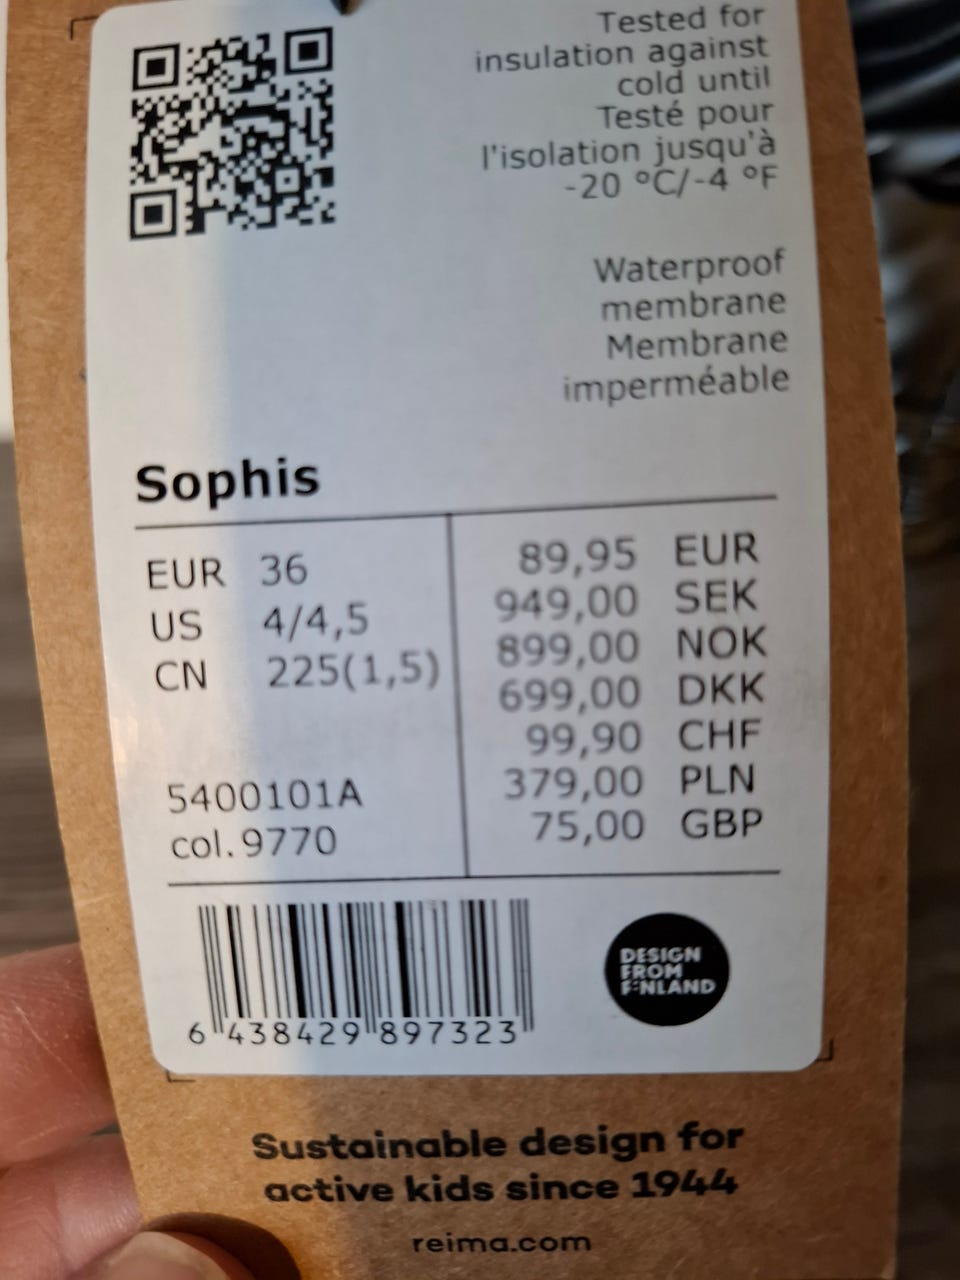 Tested for
insulation against
cold until
Testé pour
l'isolation jusqu'à
-20 °C/-4 °F
Waterproof
membrane
Membrane
imperméable
Sophis
EUR 36
US 4/4,5
CN 225(1,5)
5400101A
col. 9770
89,95 EUR
949,00 SEK
899,00 NOK
699,00 DKK
99,90 CHF
379,00 PLN
75,00 GBP
6 438429 897323
DESIGN
FROM
FINLAND
Sustainable design for
active kids since 1944
reima.com